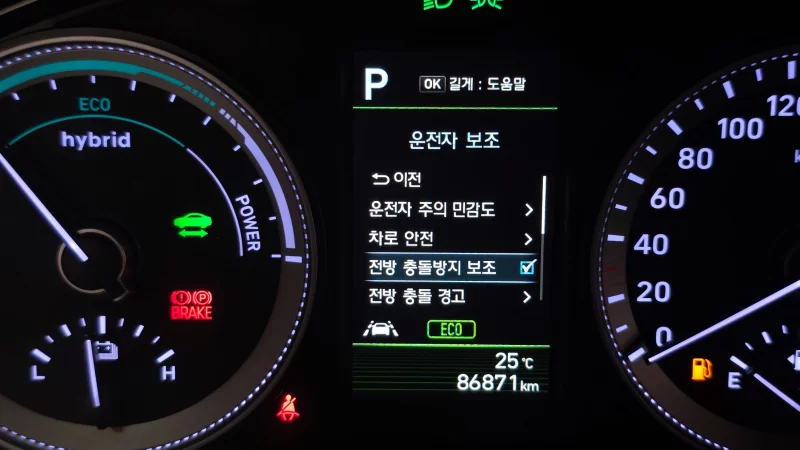 ECO
hybrid
POWER
BRAKE
L
H
P
OK 길게 : 도움말
운전자 보조
이전
운전자 주의 민감도
차로 안전
전방 충돌방지 보조
전방 충돌 경고
ECO
25℃
86871km
120
100
80
60
40
20
0
E